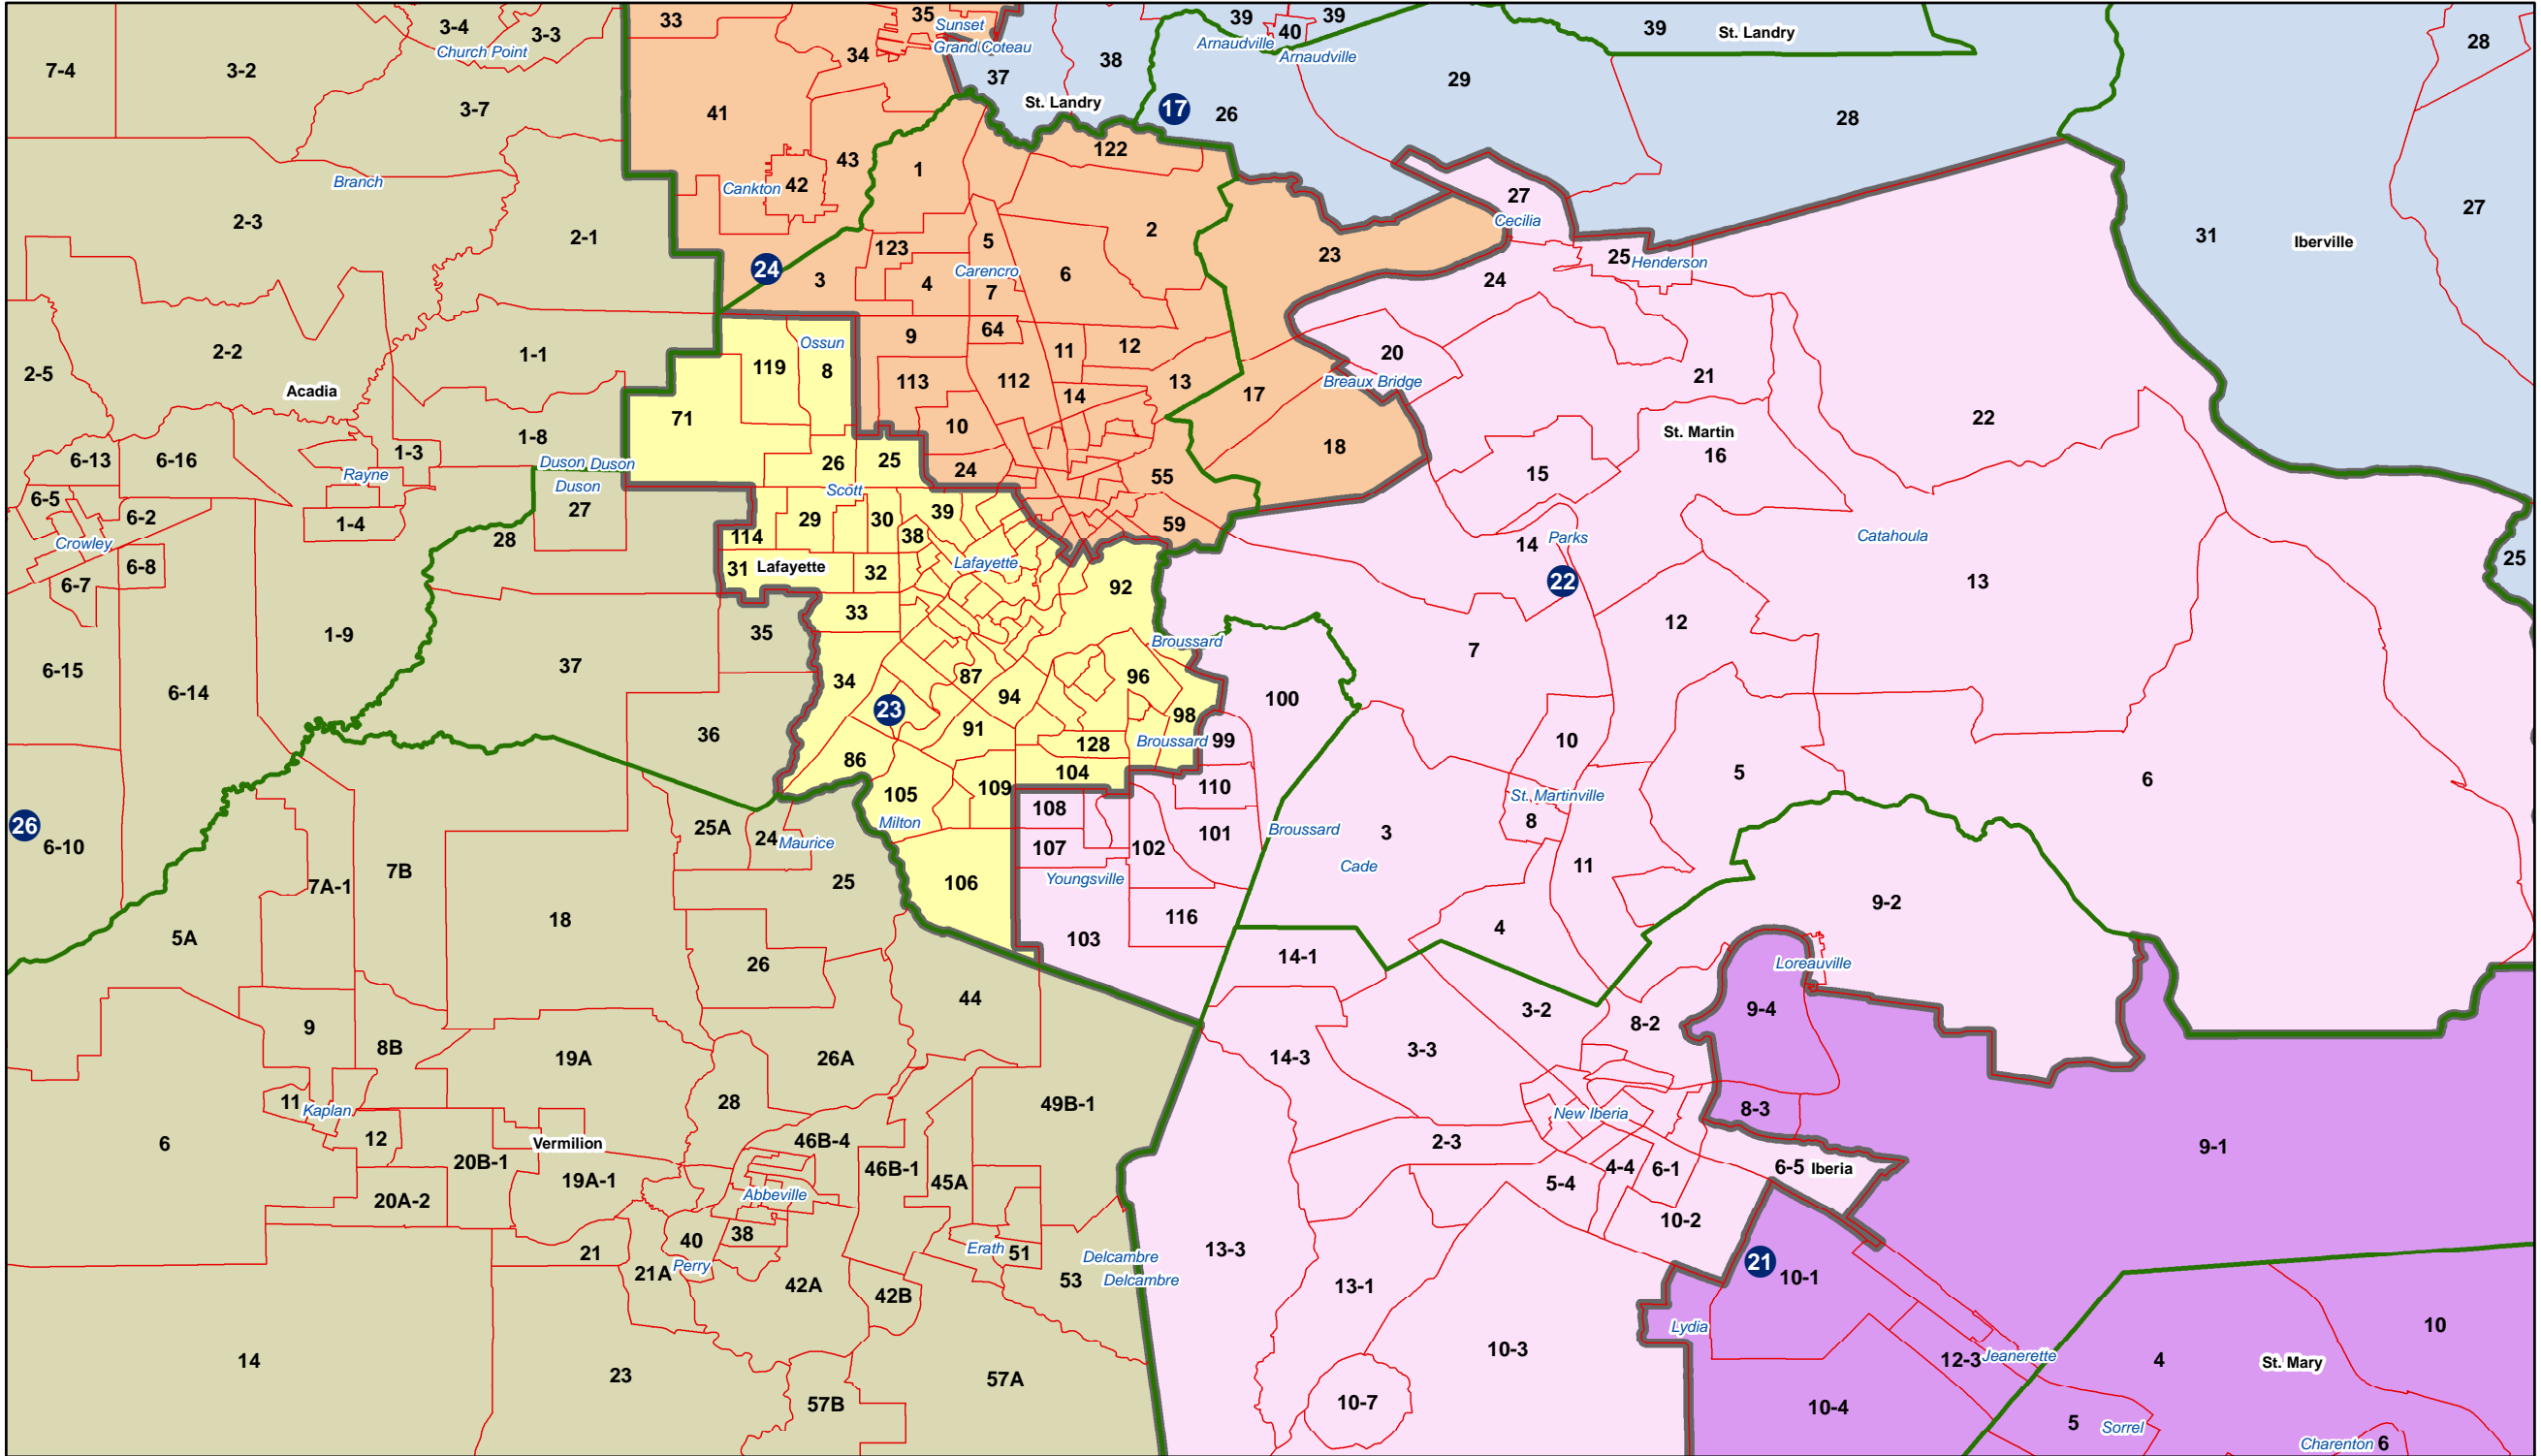 33
35
Sunset
39
39
3-4
3-3
34
Grand Coteau
Arnaudville
40
39
St. Landry
28
Church Point
7-4
3-2
37
38
Arnaudville
29
3-7
41
St. Landry
17
26
28
122
43
1
Branch
Cankton
42
27
27
2-3
2-1
2
Cecilia
31
Iberville
123
5
23
25
Henderson
24
3
4
Carencro
7
6
24
2-2
1-1
Ossun
9
64
11
12
20
2-5
Acadia
119
8
113
112
13
Breaux Bridge
21
71
14
17
22
10
1-8
18
St. Martin
6-13
6-16
1-3
Duson
Duson
26
25
24
16
Rayne
Duson
Scott
55
15
6-5
6-2
1-4
27
29
30
39
59
Crowley
28
114
38
14
Parks
Catahoula
6-8
31
Lafayette
32
Lafayette
92
22
13
25
6-7
33
12
1-9
35
Broussard
7
6-15
6-14
37
34
87
96
100
94
23
98
36
91
128
Broussard
99
10
86
104
5
6
105
109
108
110
St. Martinville
26
6-10
25A
24
Maurice
Milton
101
Broussard
3
8
107
102
Cade
11
7A-1
7B
25
106
Youngsville
9-2
18
116
5A
103
4
26
14-1
Loreauville
44
9-4
9
3-2
8-2
8B
19A
26A
14-3
3-3
11
Kaplan
28
49B-1
8-3
New Iberia
6
12
Vermilion
46B-4
2-3
9-1
20B-1
46B-1
4-4
6-1
6-5
Iberia
19A-1
45A
5-4
20A-2
Abbeville
10-2
40
38
13-3
21
Erath
51
Delcambre
21
10-1
21A
Perry
53
Delcambre
42A
42B
13-1
Lydia
10
14
23
57A
10-3
12-3
Jeanerette
4
St. Mary
57B
10-7
10-4
5
Sorrel
Charenton
6